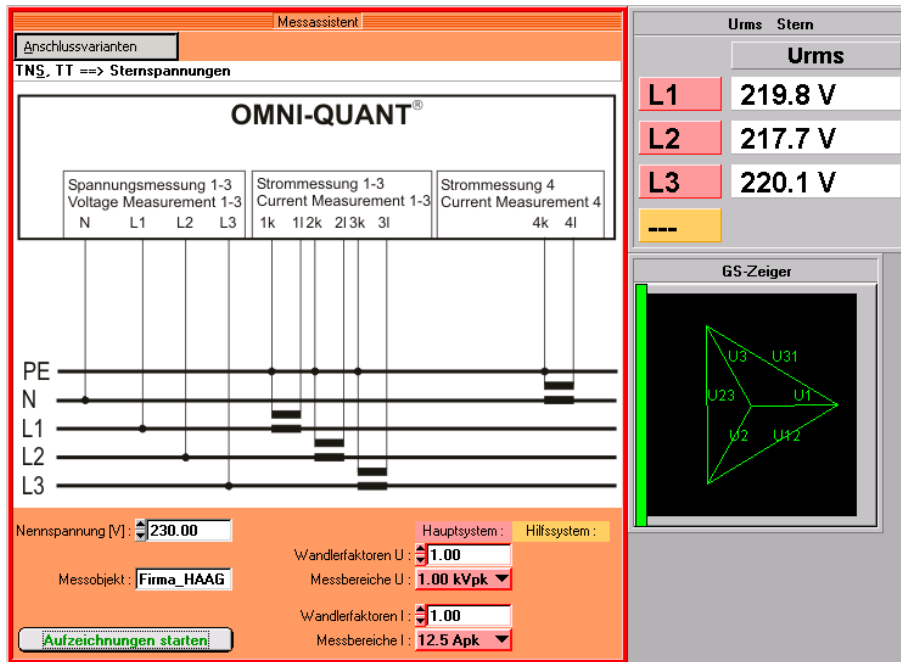 Messassistent
Anschlussvarianten
TNS, TT ==> Sternspannungen
OMNI-QUANT®
Spannungsmessung 1-3
Voltage Measurement 1-3
N L1 L2 L3
Strommessung 1-3
Current Measurement 1-3
1k 1l 2k 2l 3k 3l
Strommessung 4
Current Measurement 4
4k 4l
PE
N
L1
L2
L3
Nennspannung [V] : 230.00
Messobjekt : Firma_HAAG
Aufzeichnungen starten
Hauptsystem : Hilfssystem :
Wandlerfaktoren U : 1.00
Messbereiche U : 1.00 kVpk
Wandlerfaktoren I : 1.00
Messbereiche I : 12.5 Apk
Urms Stern
Urms
L1 219.8 V
L2 217.7 V
L3 220.1 V
---
GS-Zeiger
U3 U31
U23 U1
U2 U12